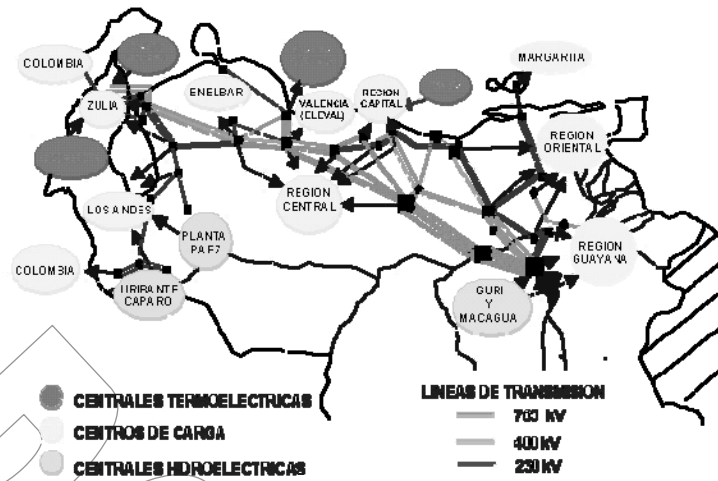 COLOMBIA
ZULIA
ENELBAR
VALENCIA
(ELEVAL)
REGION
CAPITAL
MARGARITA
REGION
ORIENTAL
REGION
CENTRAL
LOS ANDES
PLANTA
PAEZ
COLOMBIA
URIBANTE
CAPARO
GURI
Y
MACAGUA
REGION
GUAYANA
CENTRALES TERMOELECTRICAS
CENTROS DE CARGA
CENTRALES HIDROELECTRICAS
LINEAS DE TRANSMISION
765 kV
400 kV
230 kV